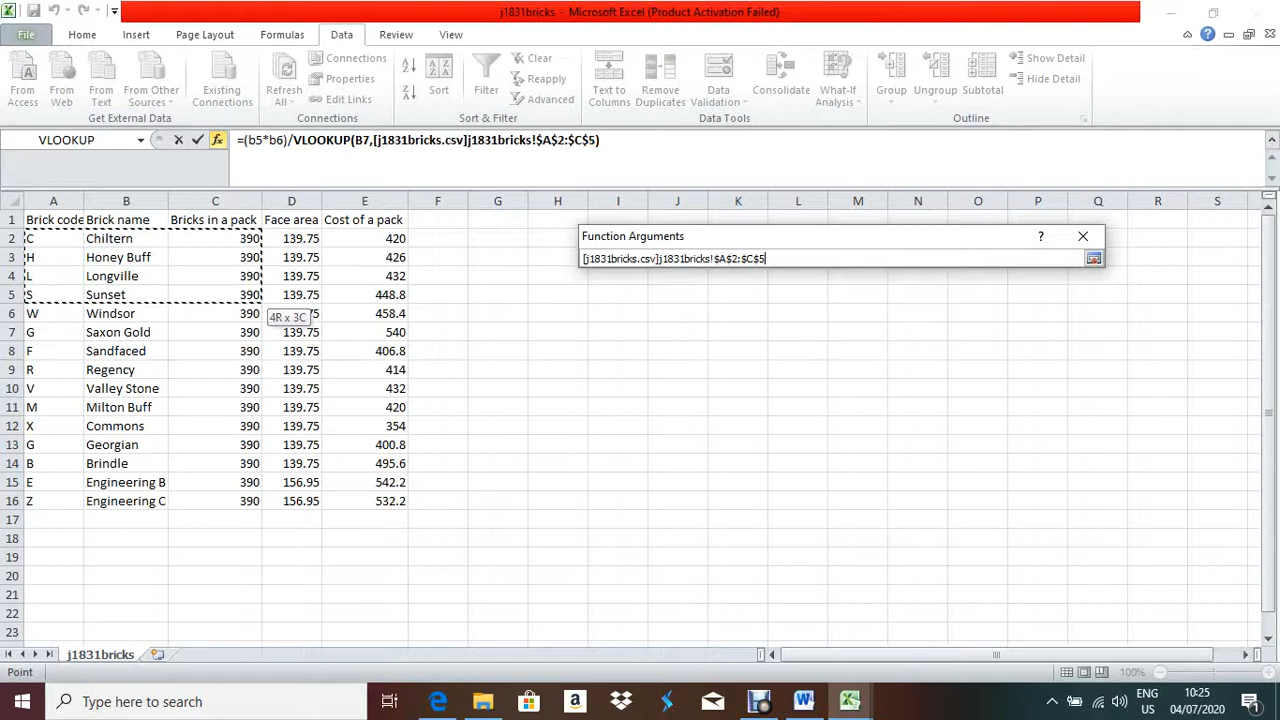 j1831bricks - Microsoft Excel (Product Activation Failed)
File Home Insert Page Layout Formulas Data Review View
From Access From Web From Text From Other Sources Existing Connections Refresh All Connections Properties Edit Links Sort Filter Clear Reapply Advanced Text to Columns Remove Duplicates Data Validation Consolidate What-If Analysis Group Ungroup Subtotal Show Detail Hide Detail
Get External Data Connections Sort & Filter Data Tools Outline
VLOOKUP fx =(b5*b6)/VLOOKUP(B7,[j1831bricks.csv]j1831bricks!$A$2:$C$5)
A B C D E F G H I J K L M N O P Q R S
1 Brick code Brick name Bricks in a pack Face area Cost of a pack
Function Arguments ?
2 C Chiltern 390 139.75 420
3 H Honey Buff 390 139.75 426
[j1831bricks.csv]j1831bricks!$A$2:$C$5
4 L Longville 390 139.75 432
5 S Sunset 390 139.75 448.8
6 W Windsor 390 75 458.4
4R x 3C
7 G Saxon Gold 390 139.75 540
8 F Sandfaced 390 139.75 406.8
9 R Regency 390 139.75 414
10 V Valley Stone 390 139.75 432
11 M Milton Buff 390 139.75 420
12 X Commons 390 139.75 354
13 G Georgian 390 139.75 400.8
14 B Brindle 390 139.75 495.6
15 E Engineering B 390 156.95 542.2
16 Z Engineering C 390 156.95 532.2
17
18
19
20
21
22
23
j1831bricks
Point 100%
Type here to search ENG UK 10:25 04/07/2020 1